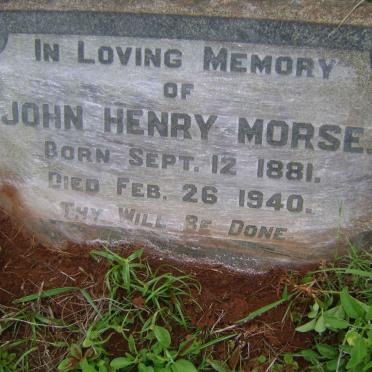 IN LOVING MEMORY
OF
JOHN HENRY MORSE.
BORN SEPT. 12 1881.
DIED FEB. 26 1940.
THY WILL BE DONE.